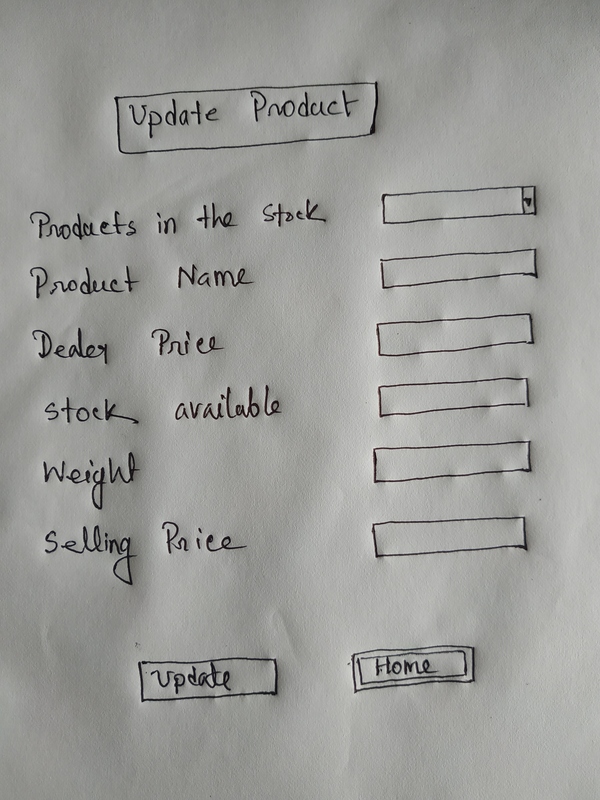 Update Product
Products in the Stock
Product Name
Dealer Price
Stock available
Weight
Selling Price
Update Home